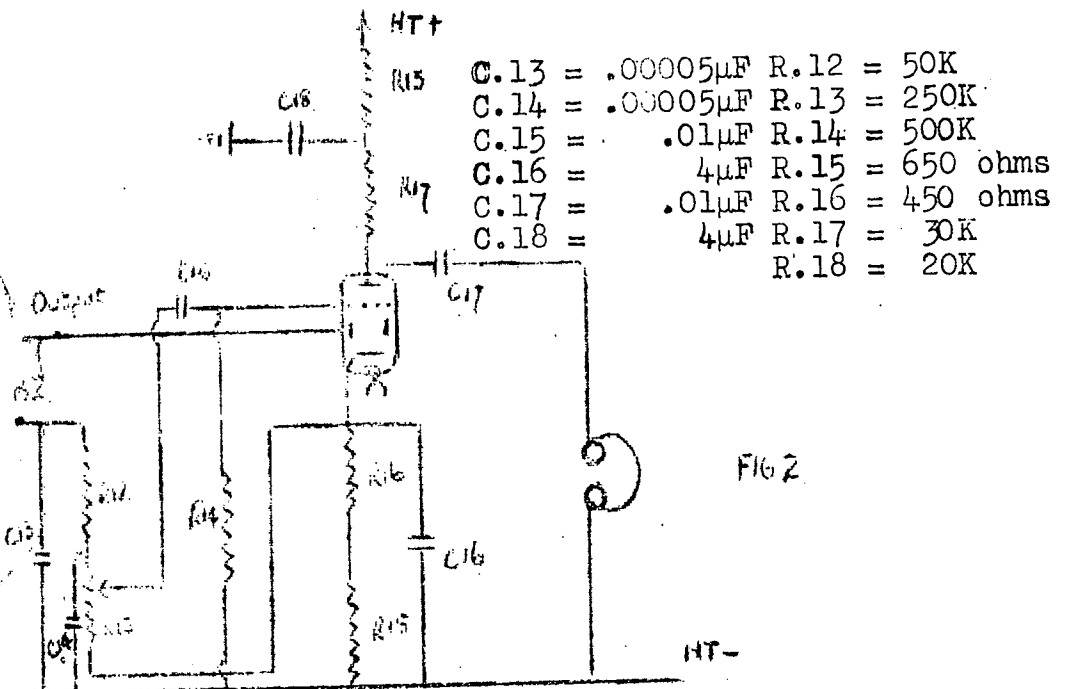 HT+
R15
C18
C.13 = .00005µF R.12 = 50K
C.14 = .00005µF R.13 = 250K
C.15 = .01µF R.14 = 500K
C.16 = 4µF R.15 = 650 ohms
C.17 = .01µF R.16 = 450 ohms
C.18 = 4µF R.17 = 30K
R.18 = 20K
R17
C17
Output
R16
R14
C16
FIG 2
R15
HT-